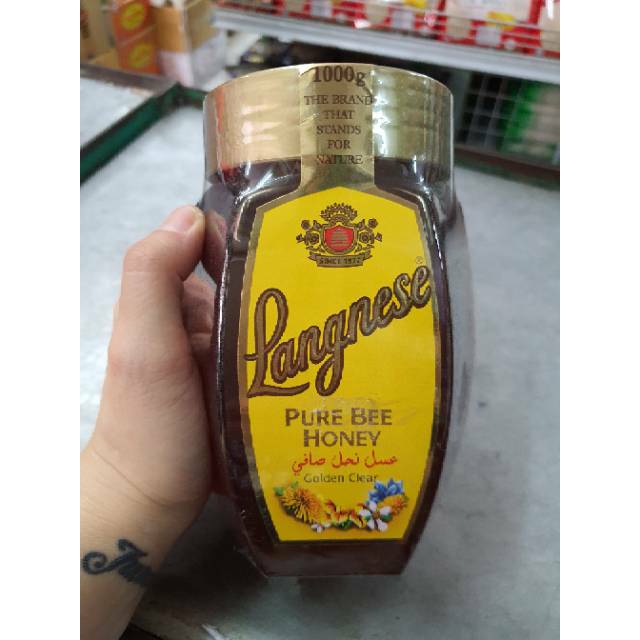 1000g
THE BRAND
THAT
STANDS
FOR
NATURE
SINCE 1927
Langnese®
PURE BEE
HONEY
عسل نحل صافي
Golden Clear